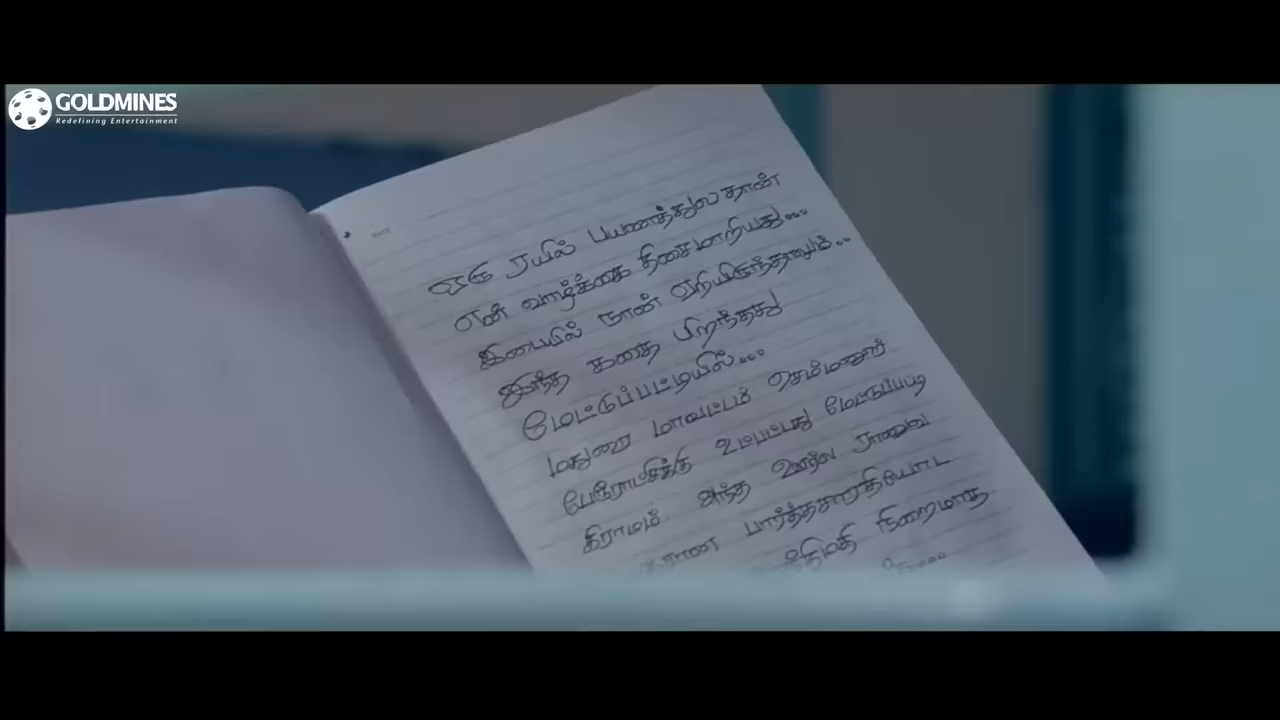 GOLDMINES
Redefining Entertainment
ஒரு ரயில் பயணத்துல தான்
என் வாழ்க்கை திசைமாறியது...
இடையில் நான் ஏறியிருந்தாலும்..
இந்த கதை பிறந்தது
மேட்டுப்பட்டியில்...
மதுரை மாவட்டம் செம்மனூர்
பேரூராட்சிக்கு உட்பட்டது மேட்டுப்பட்டி
கிராமம் அந்த ஊர்ல ராணுவ
பார்த்தசாரதியோட
நிறைமாத